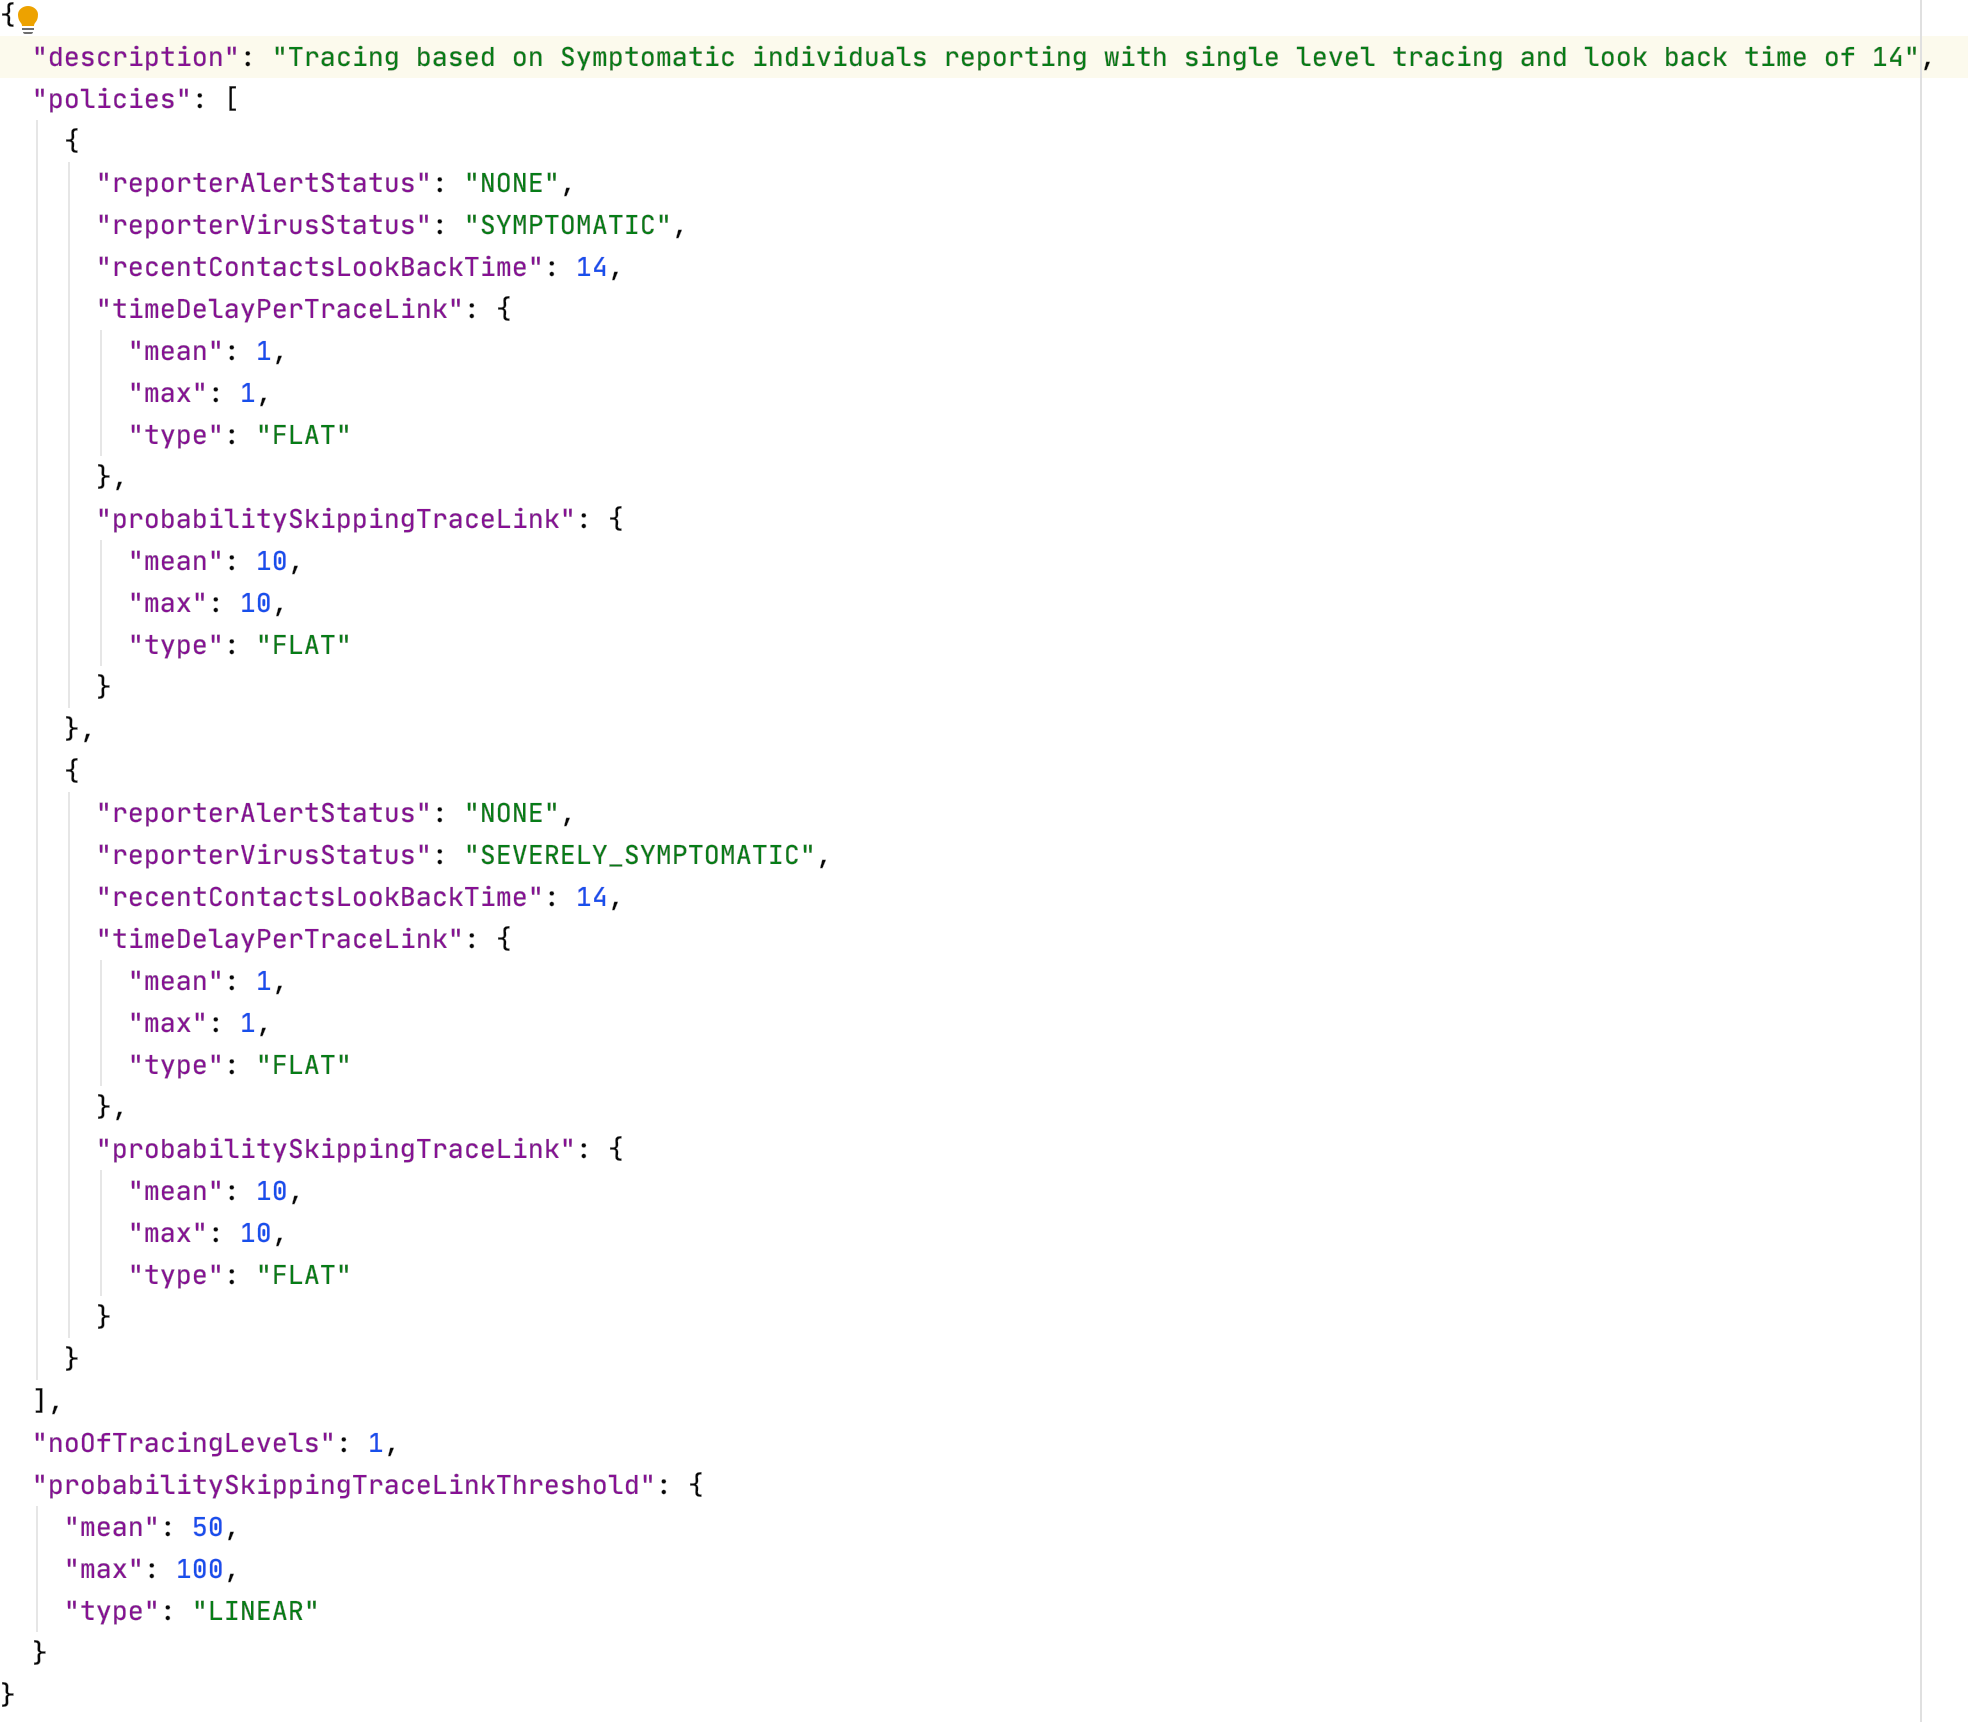 {
"description": "Tracing based on Symptomatic individuals reporting with single level tracing and look back time of 14",
"policies": [
{
"reporterAlertStatus": "NONE",
"reporterVirusStatus": "SYMPTOMATIC",
"recentContactsLookBackTime": 14,
"timeDelayPerTraceLink": {
"mean": 1,
"max": 1,
"type": "FLAT"
},
"probabilitySkippingTraceLink": {
"mean": 10,
"max": 10,
"type": "FLAT"
}
},
{
"reporterAlertStatus": "NONE",
"reporterVirusStatus": "SEVERELY_SYMPTOMATIC",
"recentContactsLookBackTime": 14,
"timeDelayPerTraceLink": {
"mean": 1,
"max": 1,
"type": "FLAT"
},
"probabilitySkippingTraceLink": {
"mean": 10,
"max": 10,
"type": "FLAT"
}
}
],
"noOfTracingLevels": 1,
"probabilitySkippingTraceLinkThreshold": {
"mean": 50,
"max": 100,
"type": "LINEAR"
}
}